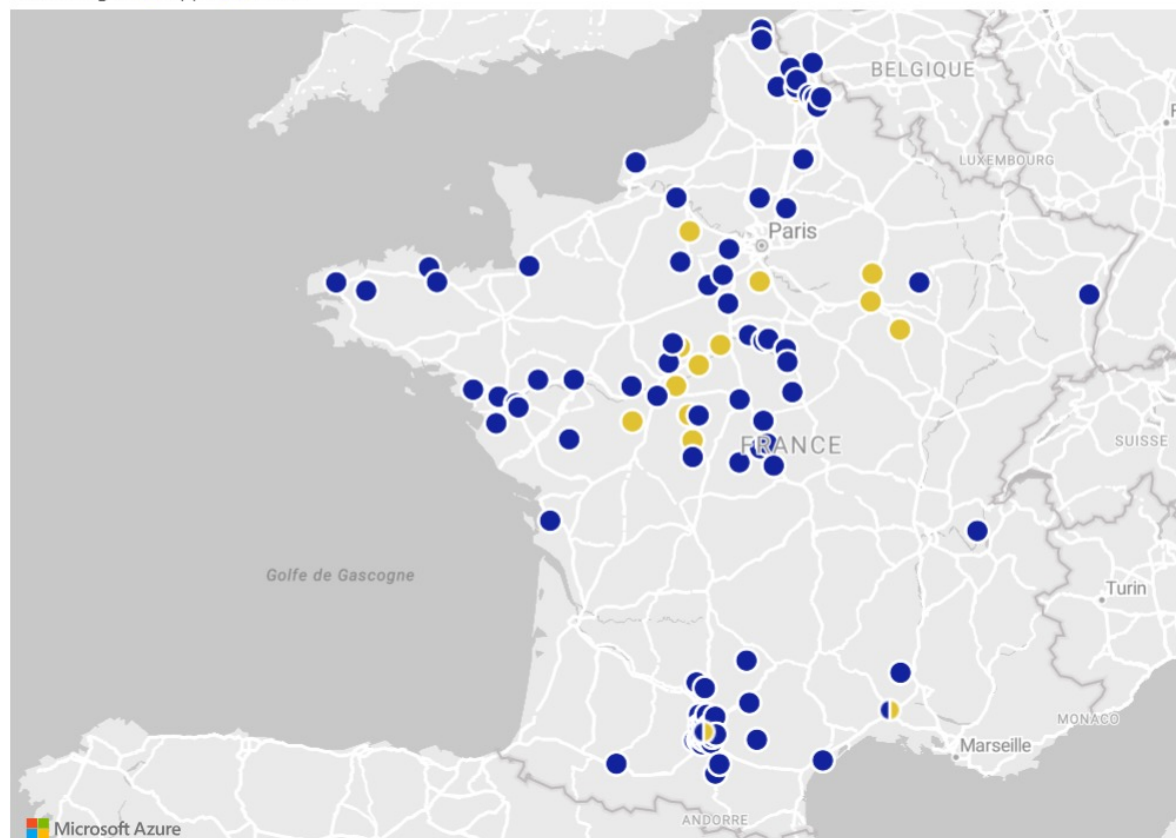 BELGIQUE
LUXEMBOURG
Paris
FRANCE
SUISSE
Golfe de Gascogne
Turin
MONACO
Marseille
ANDORRE
Microsoft Azure